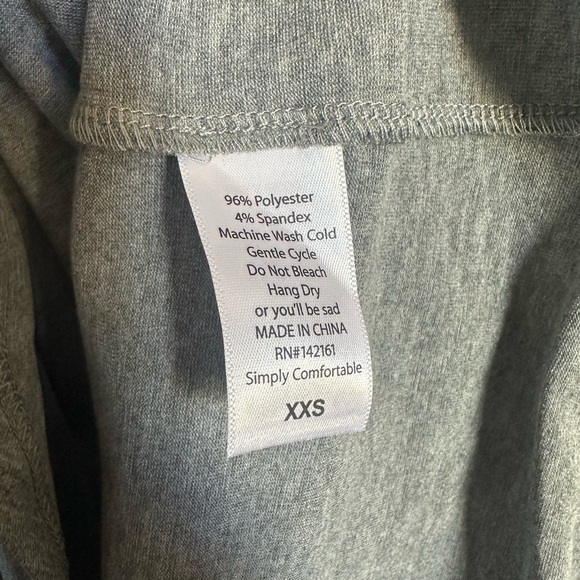 96% Polyester
4% Spandex
Machine Wash Cold
Gentle Cycle
Do Not Bleach
Hang Dry
or you'll be sad
MADE IN CHINA
RN#142161
Simply Comfortable
XXS